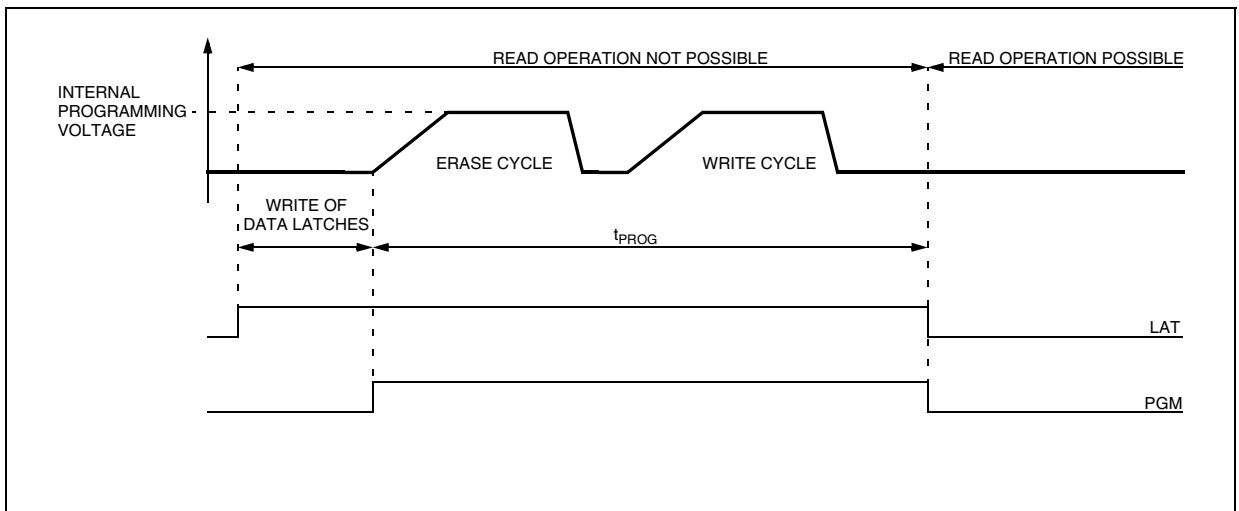 READ OPERATION NOT POSSIBLE
READ OPERATION POSSIBLE
INTERNAL
PROGRAMMING
VOLTAGE
ERASE CYCLE
WRITE CYCLE
WRITE OF
DATA LATCHES
tPROG
LAT
PGM